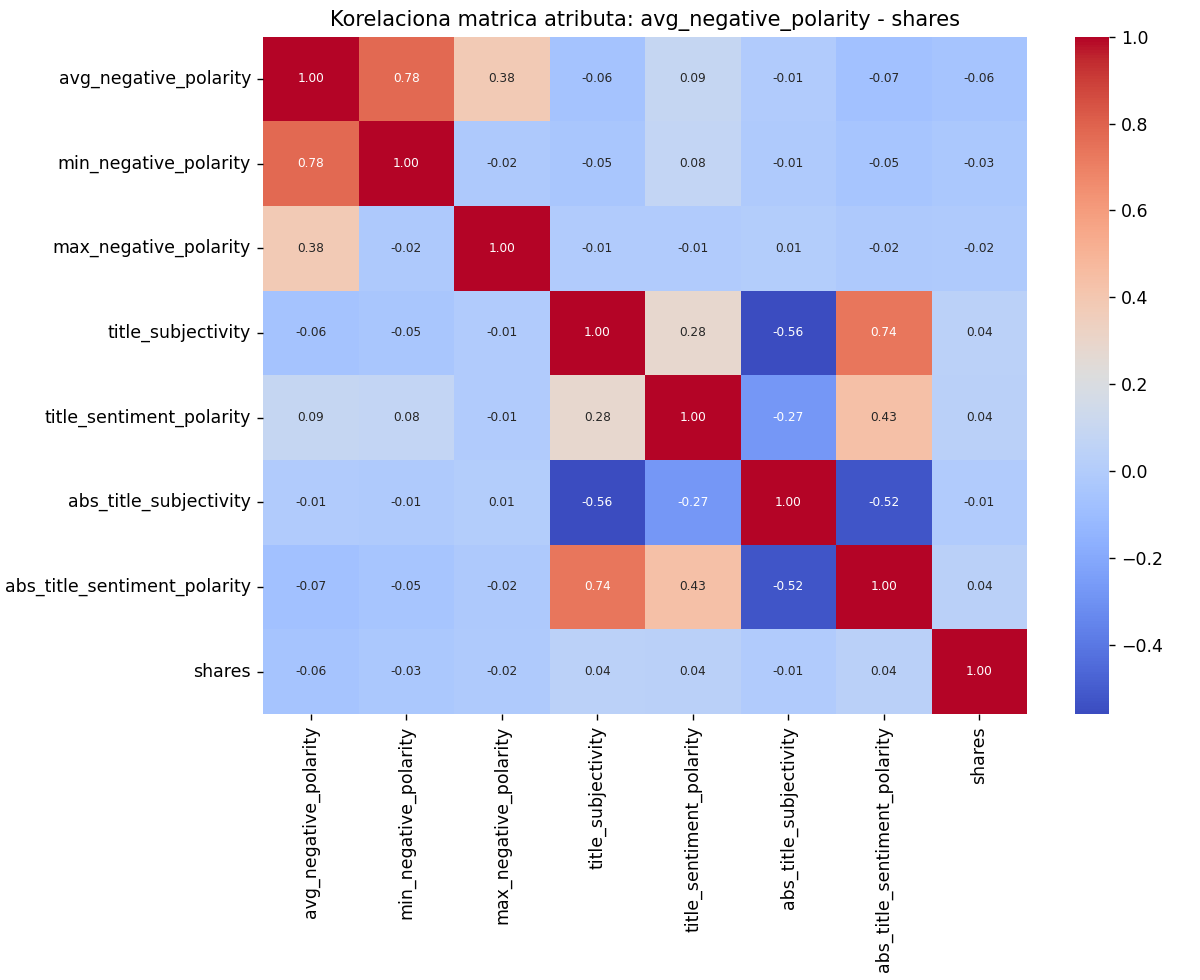 Korelaciona matrica atributa: avg_negative_polarity - shares
avg_negative_polarity 1.00 0.78 0.38 -0.06 0.09 -0.01 -0.07 -0.06
min_negative_polarity 0.78 1.00 -0.02 -0.05 0.08 -0.01 -0.05 -0.03
max_negative_polarity 0.38 -0.02 1.00 -0.01 -0.01 0.01 -0.02 -0.02
title_subjectivity -0.06 -0.05 -0.01 1.00 0.28 -0.56 0.74 0.04
title_sentiment_polarity 0.09 0.08 -0.01 0.28 1.00 -0.27 0.43 0.04
abs_title_subjectivity -0.01 -0.01 0.01 -0.56 -0.27 1.00 -0.52 -0.01
abs_title_sentiment_polarity -0.07 -0.05 -0.02 0.74 0.43 -0.52 1.00 0.04
shares -0.06 -0.03 -0.02 0.04 0.04 -0.01 0.04 1.00
avg_negative_polarity
min_negative_polarity
max_negative_polarity
title_subjectivity
title_sentiment_polarity
abs_title_subjectivity
abs_title_sentiment_polarity
shares
1.0
0.8
0.6
0.4
0.2
0.0
−0.2
−0.4